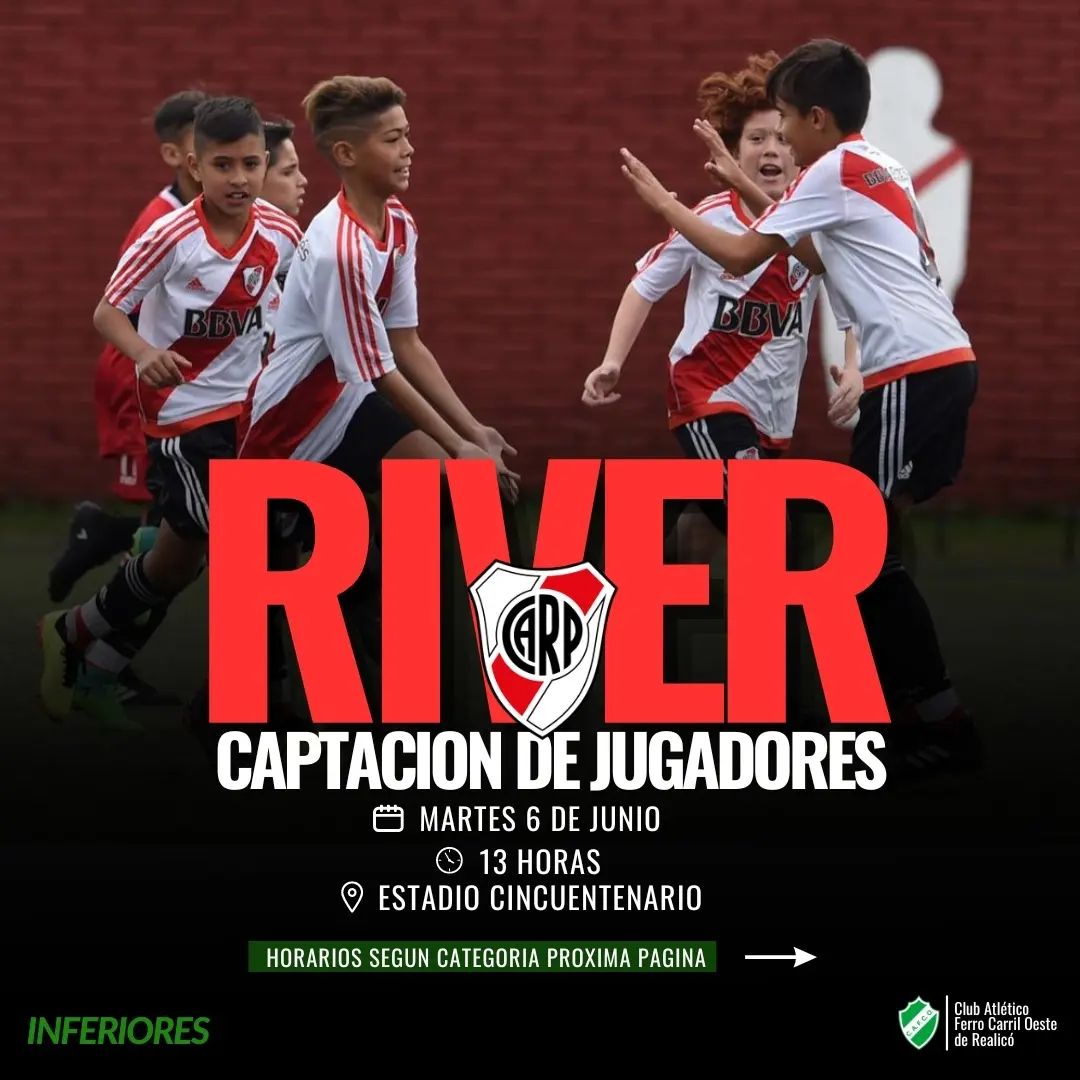 BBVA
BBVA
RIVER
CARP
CAPTACION DE JUGADORES
MARTES 6 DE JUNIO
13 HORAS
ESTADIO CINCUENTENARIO
HORARIOS SEGUN CATEGORIA PROXIMA PAGINA
INFERIORES
C.A.F.C.O.
Club Atlético
Ferro Carril Oeste
de Realicó